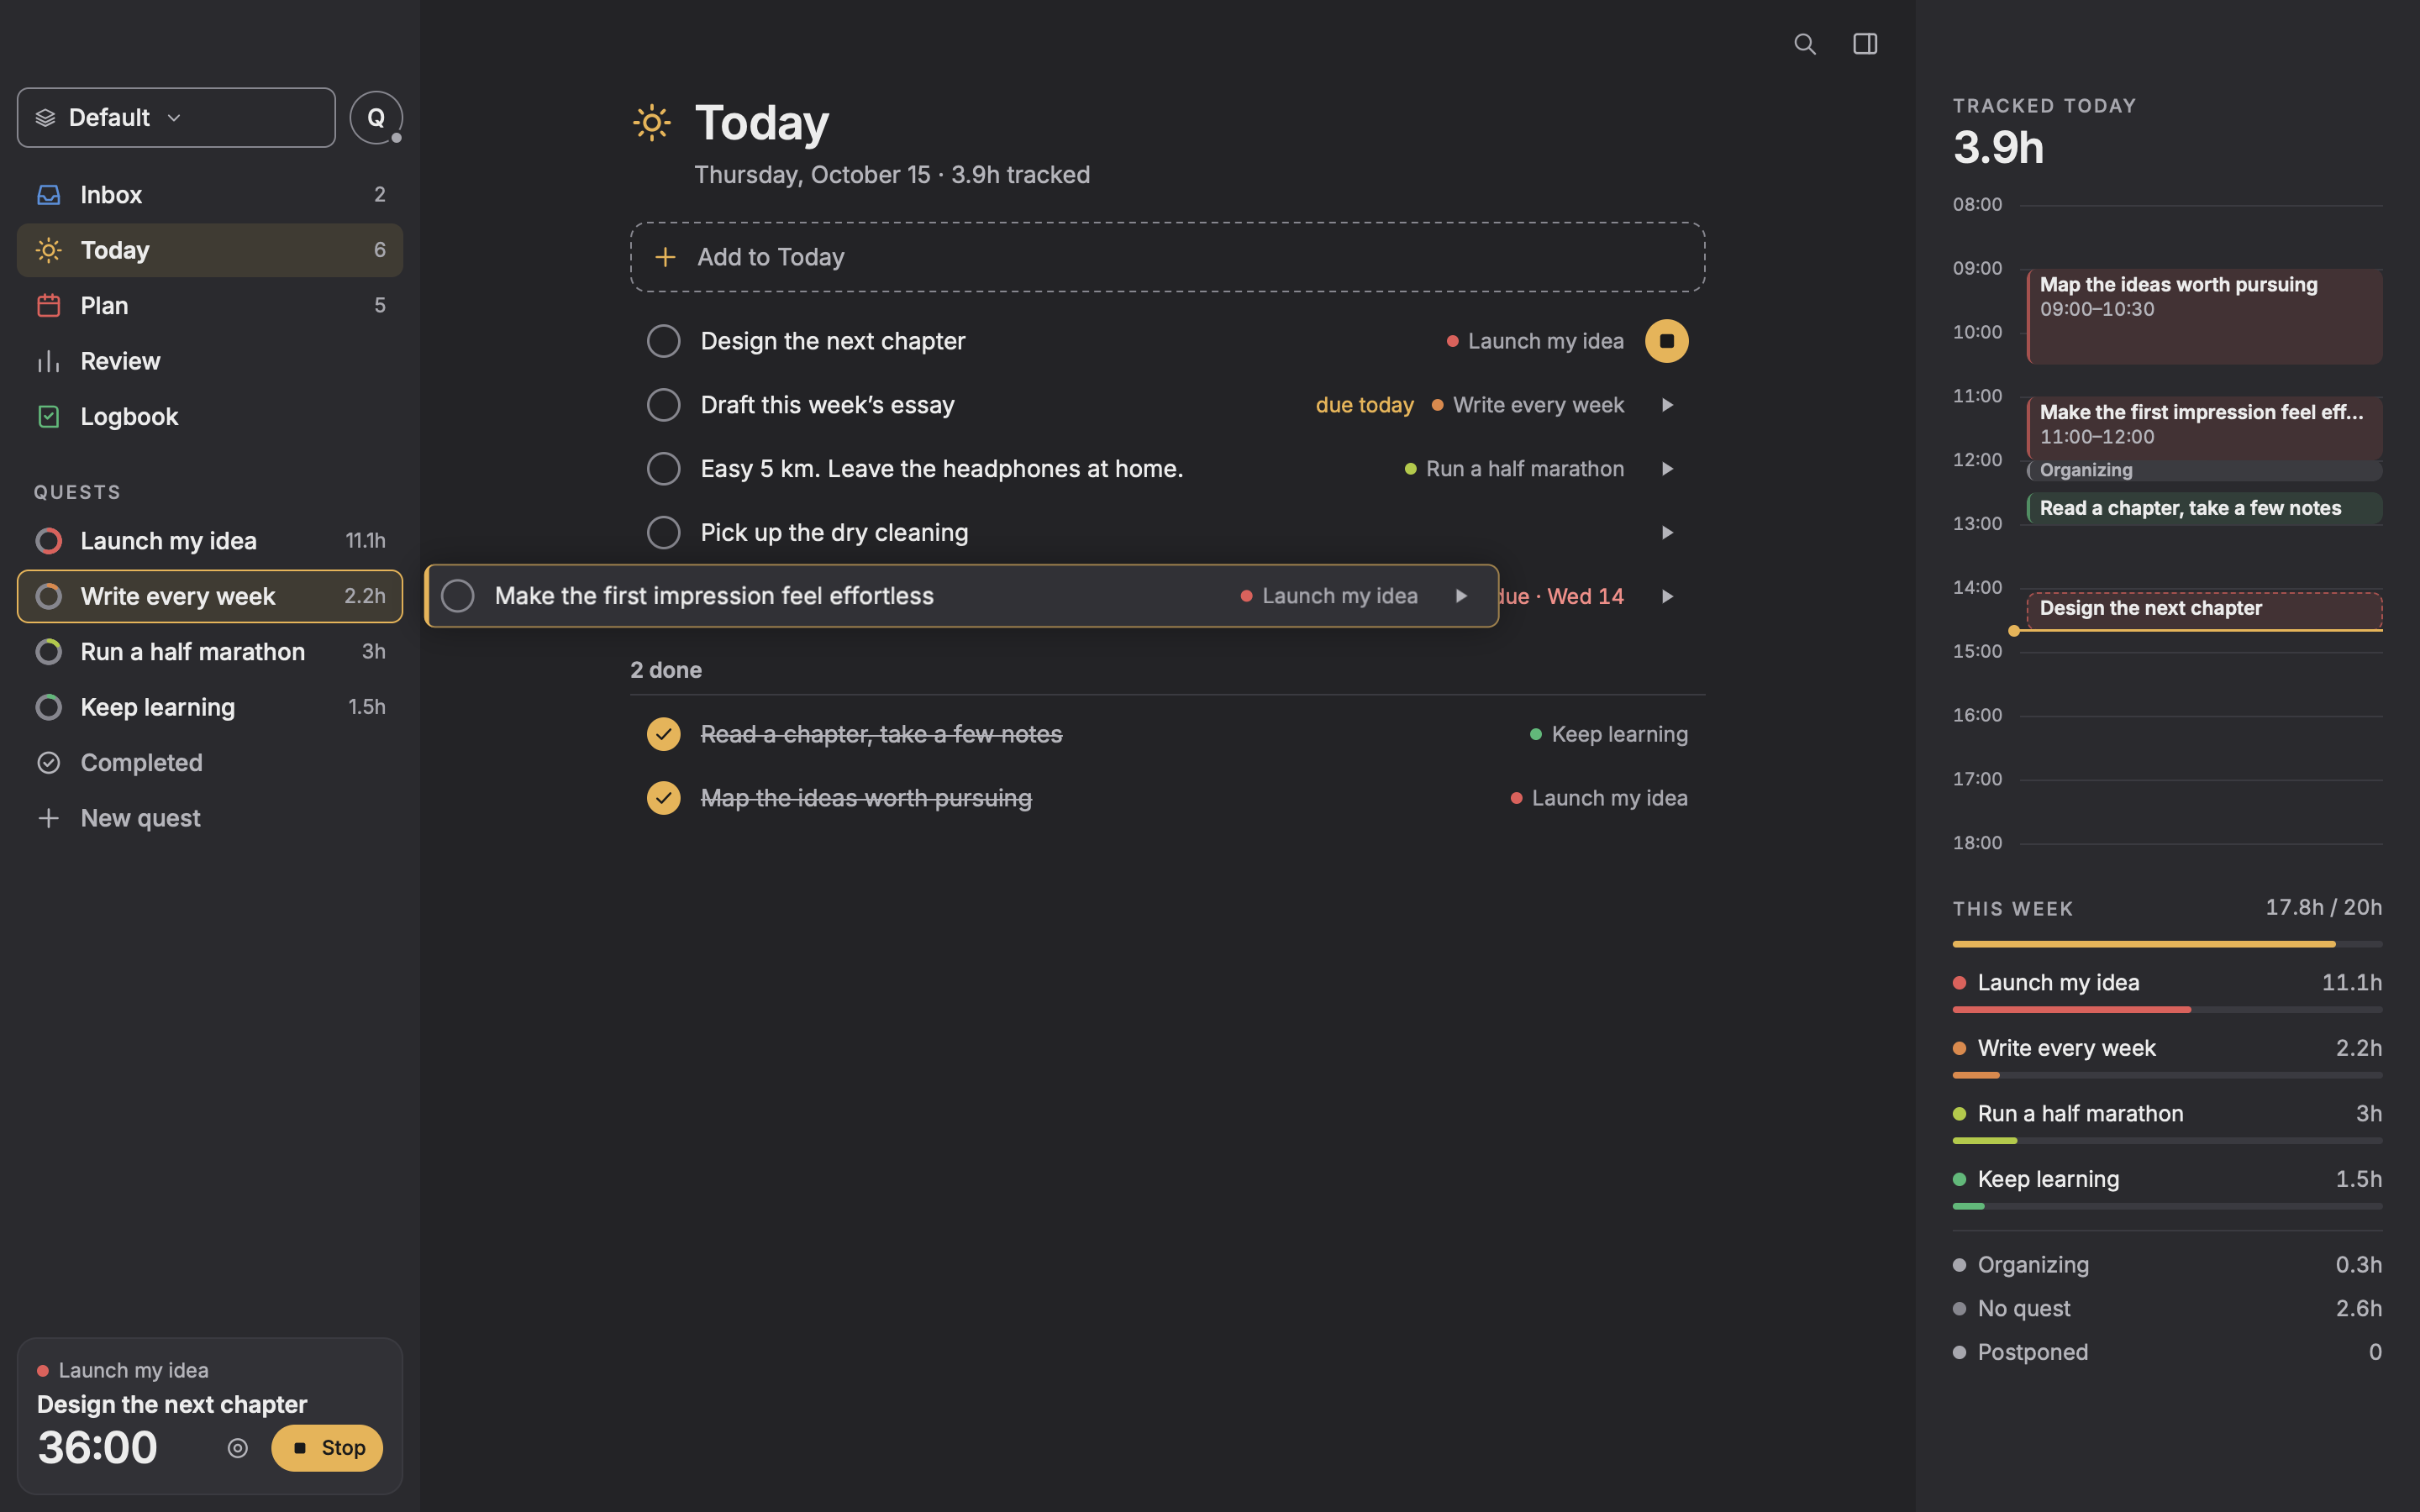 Default
Q
Inbox 2
Today 6
Plan 5
Review
Logbook
QUESTS
Launch my idea 11.1h
Write every week 2.2h
Run a half marathon 3h
Keep learning 1.5h
Completed
New quest
Launch my idea
Design the next chapter
36:00 Stop
Today
Thursday, October 15 · 3.9h tracked
Add to Today
Design the next chapter Launch my idea
Draft this week’s essay due today Write every week
Easy 5 km. Leave the headphones at home. Run a half marathon
Pick up the dry cleaning
Make the first impression feel effortless Launch my idea due · Wed 14
2 done
Read a chapter, take a few notes Keep learning
Map the ideas worth pursuing Launch my idea
TRACKED TODAY
3.9h
08:00
09:00
Map the ideas worth pursuing
09:00–10:30
10:00
11:00
Make the first impression feel eff...
11:00–12:00
12:00
Organizing
Read a chapter, take a few notes
13:00
14:00
Design the next chapter
15:00
16:00
17:00
18:00
THIS WEEK 17.8h / 20h
Launch my idea 11.1h
Write every week 2.2h
Run a half marathon 3h
Keep learning 1.5h
Organizing 0.3h
No quest 2.6h
Postponed 0